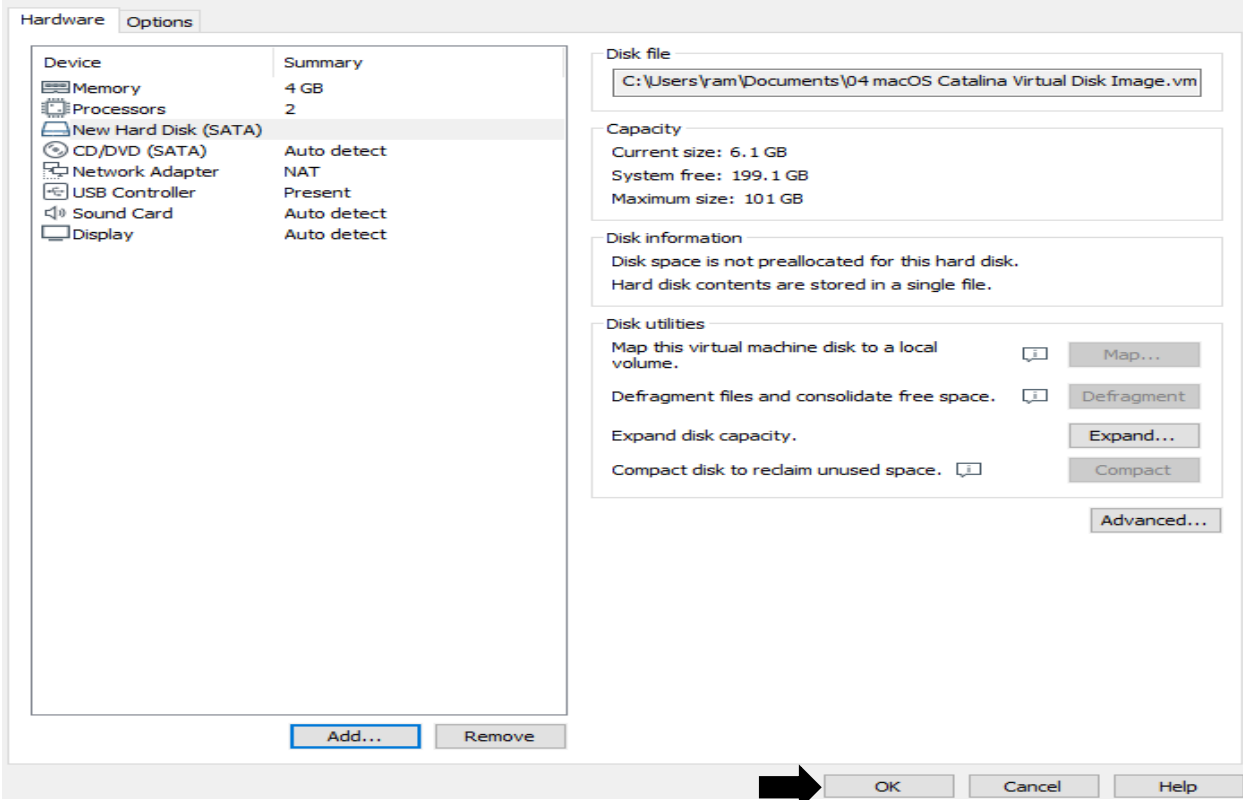 Hardware Options
Device Summary
Memory 4 GB
Processors 2
New Hard Disk (SATA)
CD/DVD (SATA) Auto detect
Network Adapter NAT
USB Controller Present
Sound Card Auto detect
Display Auto detect
Add... Remove
Disk file
C:\Users\ram\Documents\04 macOS Catalina Virtual Disk Image.vm
Capacity
Current size: 6.1 GB
System free: 199.1 GB
Maximum size: 101 GB
Disk information
Disk space is not preallocated for this hard disk.
Hard disk contents are stored in a single file.
Disk utilities
Map this virtual machine disk to a local
volume.
Map...
Defragment files and consolidate free space. Defragment
Expand disk capacity. Expand...
Compact disk to reclaim unused space. Compact
Advanced...
OK Cancel Help